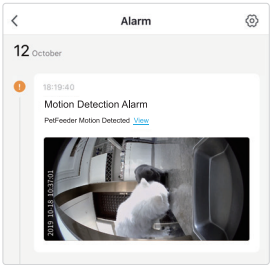 Alarm
12 October
18:19:40
Motion Detection Alarm
PetFeeder Motion Detected View
2019 10-18 10:37:01